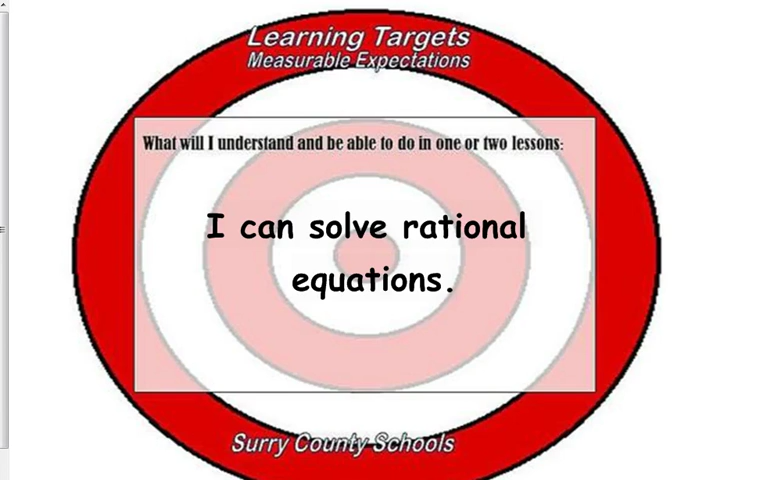 Learning Targets
Measurable Expectations
What will I understand and be able to do in one or two lessons:
I can solve rational
equations.
Surry County Schools